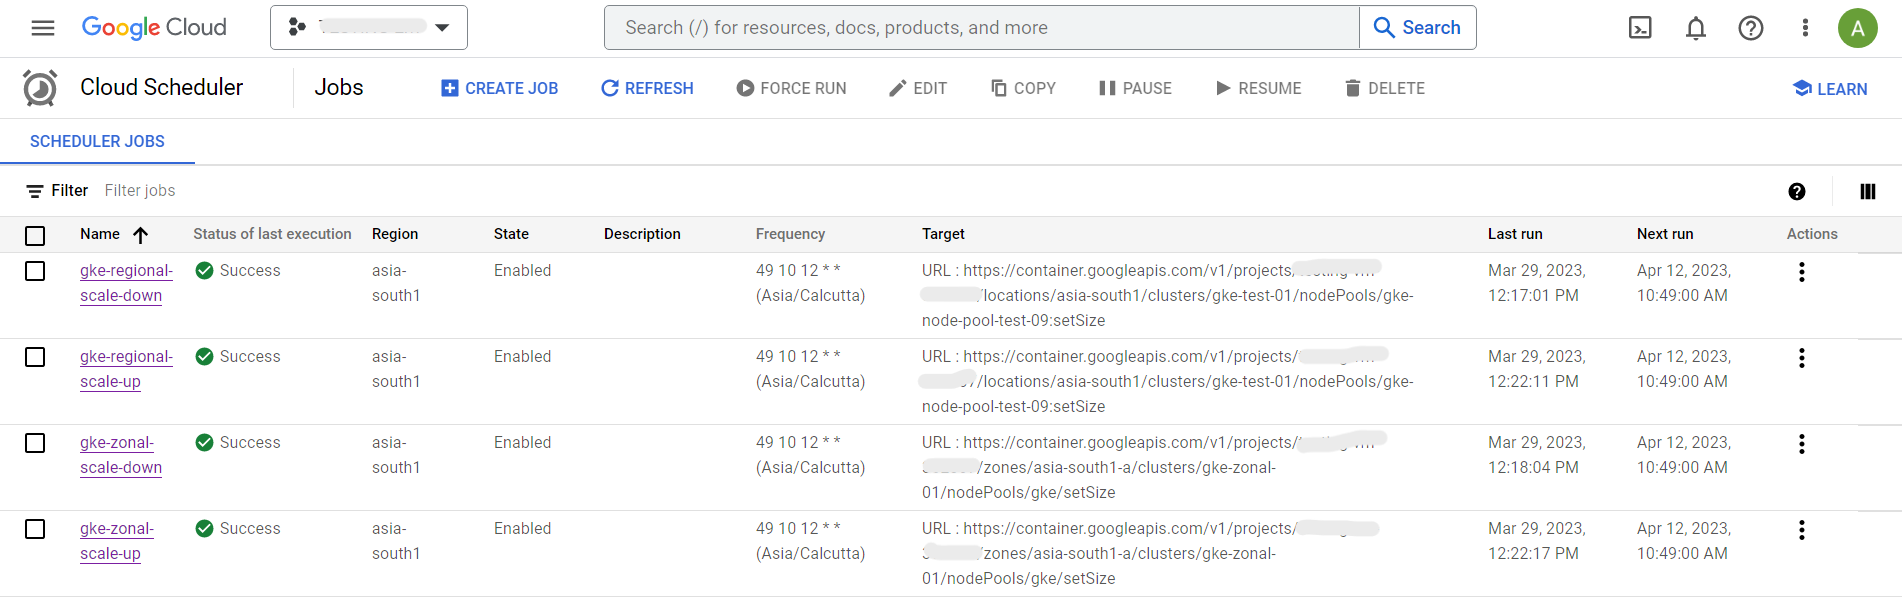 Google Cloud
Search (/) for resources, docs, products, and more
Search
A
Cloud Scheduler
Jobs
CREATE JOB
REFRESH
FORCE RUN
EDIT
COPY
PAUSE
RESUME
DELETE
LEARN
SCHEDULER JOBS
Filter Filter jobs
Name Status of last execution Region State Description Frequency Target Last run Next run Actions
gke-regional-
scale-down
Success
asia-
south1
Enabled
49 10 12 * *
(Asia/Calcutta)
URL : https://container.googleapis.com/v1/projects/
/locations/asia-south1/clusters/gke-test-01/nodePools/gke-
node-pool-test-09:setSize
Mar 29, 2023,
12:17:01 PM
Apr 12, 2023,
10:49:00 AM
gke-regional-
scale-up
Success
asia-
south1
Enabled
49 10 12 * *
(Asia/Calcutta)
URL : https://container.googleapis.com/v1/projects/
/locations/asia-south1/clusters/gke-test-01/nodePools/gke-
node-pool-test-09:setSize
Mar 29, 2023,
12:22:11 PM
Apr 12, 2023,
10:49:00 AM
gke-zonal-
scale-down
Success
asia-
south1
Enabled
49 10 12 * *
(Asia/Calcutta)
URL : https://container.googleapis.com/v1/projects/
/zones/asia-south1-a/clusters/gke-zonal-
01/nodePools/gke/setSize
Mar 29, 2023,
12:18:04 PM
Apr 12, 2023,
10:49:00 AM
gke-zonal-
scale-up
Success
asia-
south1
Enabled
49 10 12 * *
(Asia/Calcutta)
URL : https://container.googleapis.com/v1/projects/
/zones/asia-south1-a/clusters/gke-zonal-
01/nodePools/gke/setSize
Mar 29, 2023,
12:22:17 PM
Apr 12, 2023,
10:49:00 AM